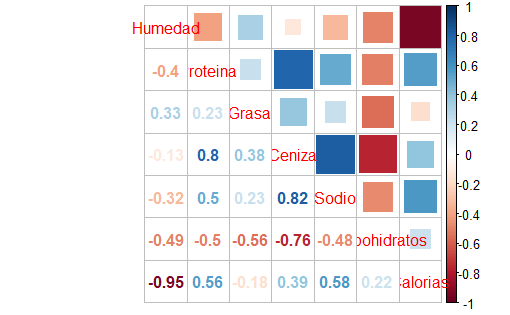 Humedad
-0.4 roteina
0.33 0.23 Grasa
-0.13 0.8 0.38 Ceniza
-0.32 0.5 0.23 0.82 Sodio
-0.49 -0.5 -0.56 -0.76 -0.48 bohidratos
-0.95 0.56 -0.18 0.39 0.58 0.22 Calorias
1
0.8
0.6
0.4
0.2
0
-0.2
-0.4
-0.6
-0.8
-1